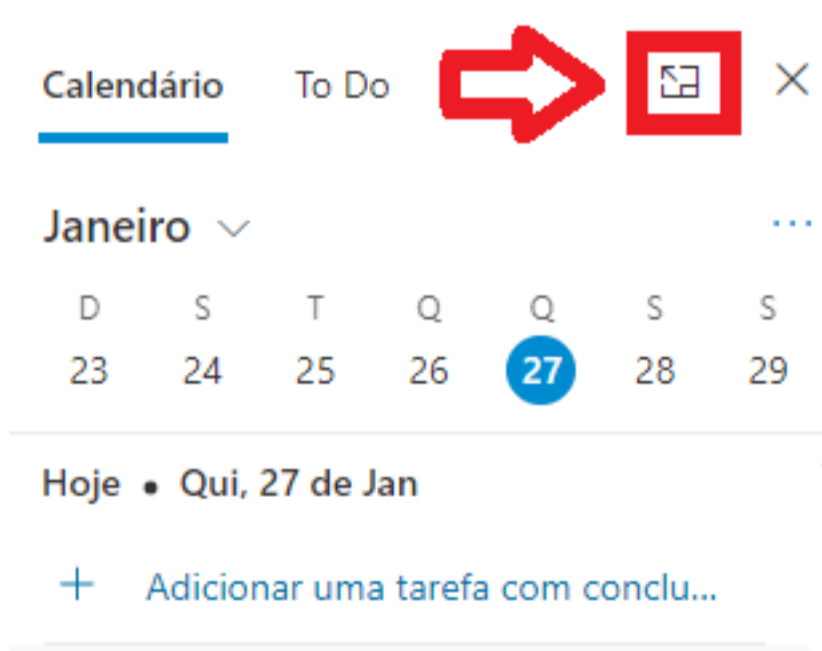 Calendário To Do
Janeiro
D S T Q Q S S
23 24 25 26 27 28 29
Hoje • Qui, 27 de Jan
+ Adicionar uma tarefa com conclu...